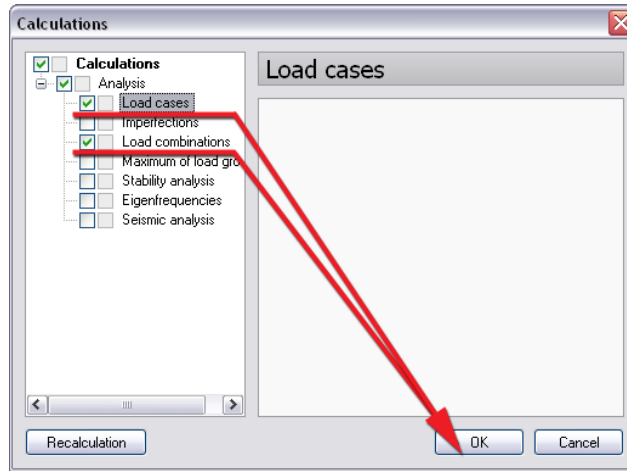 Calculations
Calculations
Analysis
Load cases
Imperfections
Load combinations
Maximum of load gro
Stability analysis
Eigenfrequencies
Seismic analysis
Load cases
Recalculation
OK
Cancel